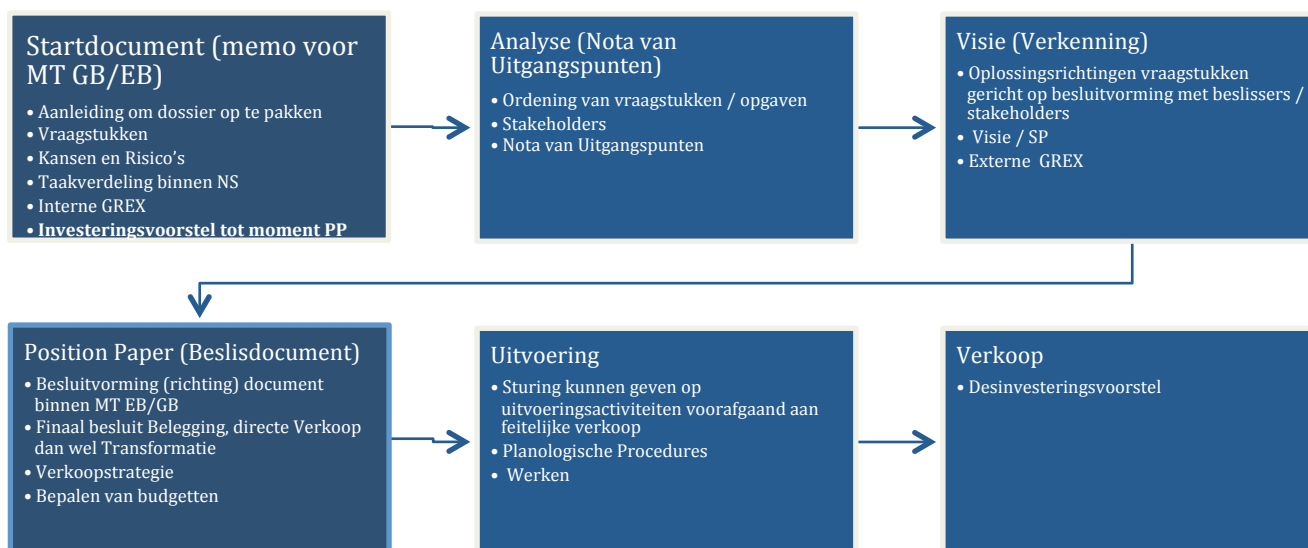 Startdocument (memo voor
MT GB/EB)
• Aanleiding om dossier op te pakken
• Vraagstukken
• Kansen en Risico's
• Taakverdeling binnen NS
• Interne GREX
• Investeringsvoorstel tot moment PP
Analyse (Nota van
Uitgangspunten)
• Ordening van vraagstukken / opgaven
• Stakeholders
• Nota van Uitgangspunten
Visie (Verkenning)
• Oplossingsrichtingen vraagstukken
gericht op besluitvorming met beslissers /
stakeholders
• Visie / SP
• Externe GREX
Position Paper (Beslisdocument)
• Besluitvorming (richting) document
binnen MT EB/GB
• Finaal besluit Belegging, directe Verkoop
dan wel Transformatie
• Verkoopstrategie
• Bepalen van budgetten
Uitvoering
• Sturing kunnen geven op
uitvoeringsactiviteiten voorafgaand aan
feitelijke verkoop
• Planologische Procedures
• Werken
Verkoop
• Desinvesteringsvoorstel